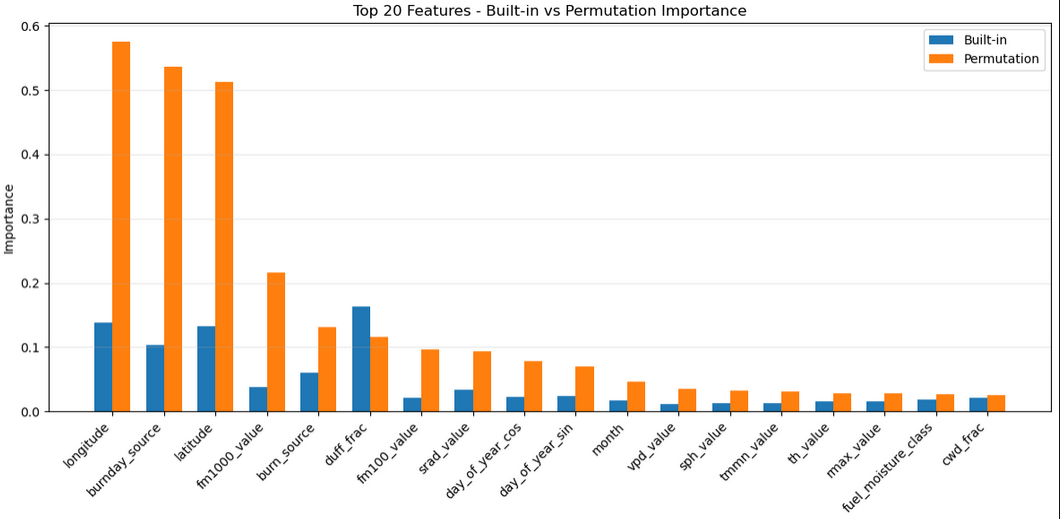 Top 20 Features - Built-in vs Permutation Importance
Built-in
Permutation
Importance
0.6
0.5
0.4
0.3
0.2
0.1
0.0
longitude
burnday_source
latitude
fm1000_value
burn_source
duff_frac
fm100_value
srad_value
day_of_year_cos
day_of_year_sin
month
vpd_value
sph_value
tmmn_value
th_value
rmax_value
fuel_moisture_class
cwd_frac